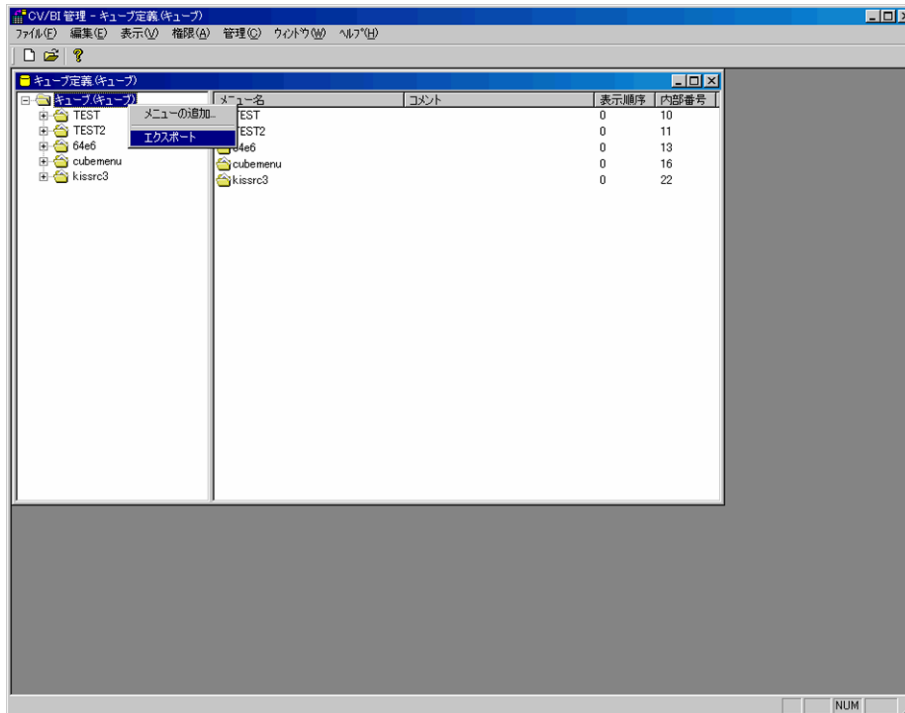 CV/BI 管理 - キューブ定義(キューブ)
ファイル(F) 編集(E) 表示(V) 権限(A) 管理(C) ウィンドウ(W) ヘルプ(H)
キューブ定義(キューブ)
キューブ(キューブ)
TEST
TEST2
64e6
cubemenu
kissrc3
メニューの追加...
エクスポート
メニュー名 コメント 表示順序 内部番号
TEST 0 10
TEST2 0 11
64e6 0 13
cubemenu 0 16
kissrc3 0 22
NUM